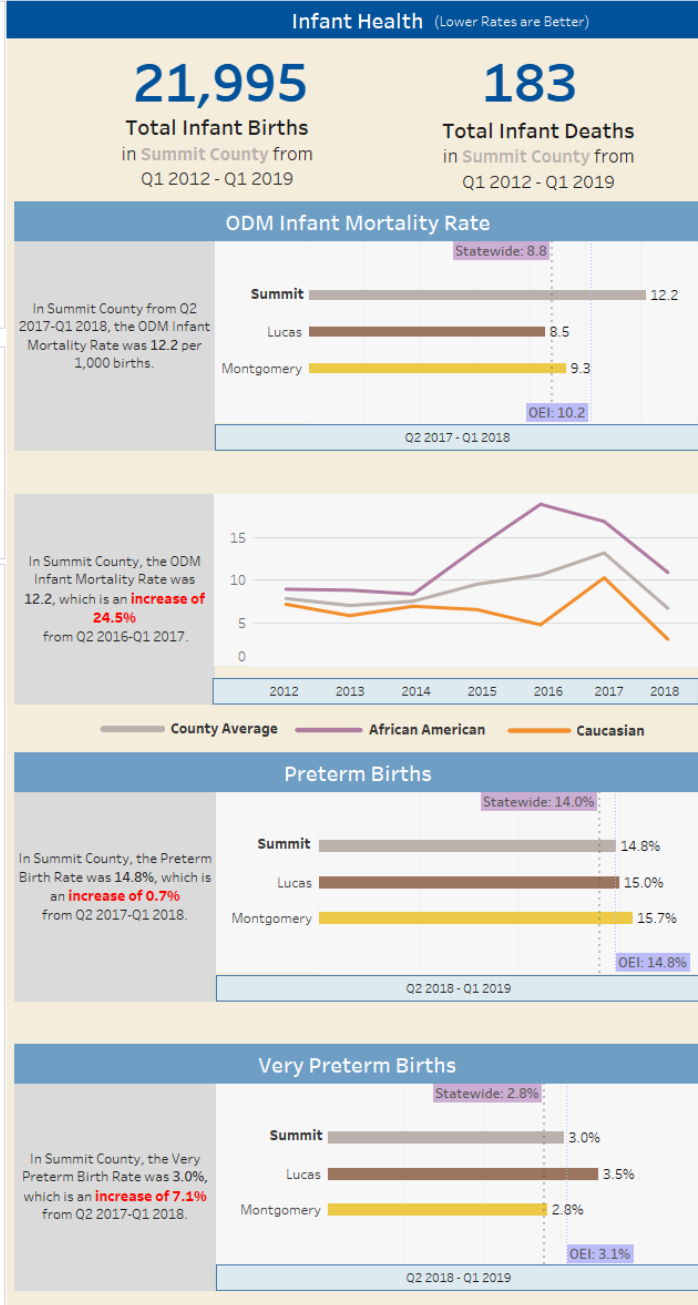 Infant Health (Lower Rates are Better)
21,995
Total Infant Births
in Summit County from
Q1 2012 - Q1 2019
183
Total Infant Deaths
in Summit County from
Q1 2012 - Q1 2019
ODM Infant Mortality Rate
In Summit County from Q2
2017-Q1 2018, the ODM Infant
Mortality Rate was 12.2 per
1,000 births.
Statewide: 8.8
Summit 12.2
Lucas 8.5
Montgomery 9.3
OEI: 10.2
Q2 2017 - Q1 2018
In Summit County, the ODM
Infant Mortality Rate was
12.2, which is an increase of
24.5%
from Q2 2016-Q1 2017.
15
10
5
0
2012 2013 2014 2015 2016 2017 2018
County Average African American Caucasian
Preterm Births
In Summit County, the Preterm
Birth Rate was 14.8%, which is
an increase of 0.7%
from Q2 2017-Q1 2018.
Statewide: 14.0%
Summit 14.8%
Lucas 15.0%
Montgomery 15.7%
OEI: 14.8%
Q2 2018 - Q1 2019
Very Preterm Births
In Summit County, the Very
Preterm Birth Rate was 3.0%,
which is an increase of 7.1%
from Q2 2017-Q1 2018.
Statewide: 2.8%
Summit 3.0%
Lucas 3.5%
Montgomery 2.8%
OEI: 3.1%
Q2 2018 - Q1 2019